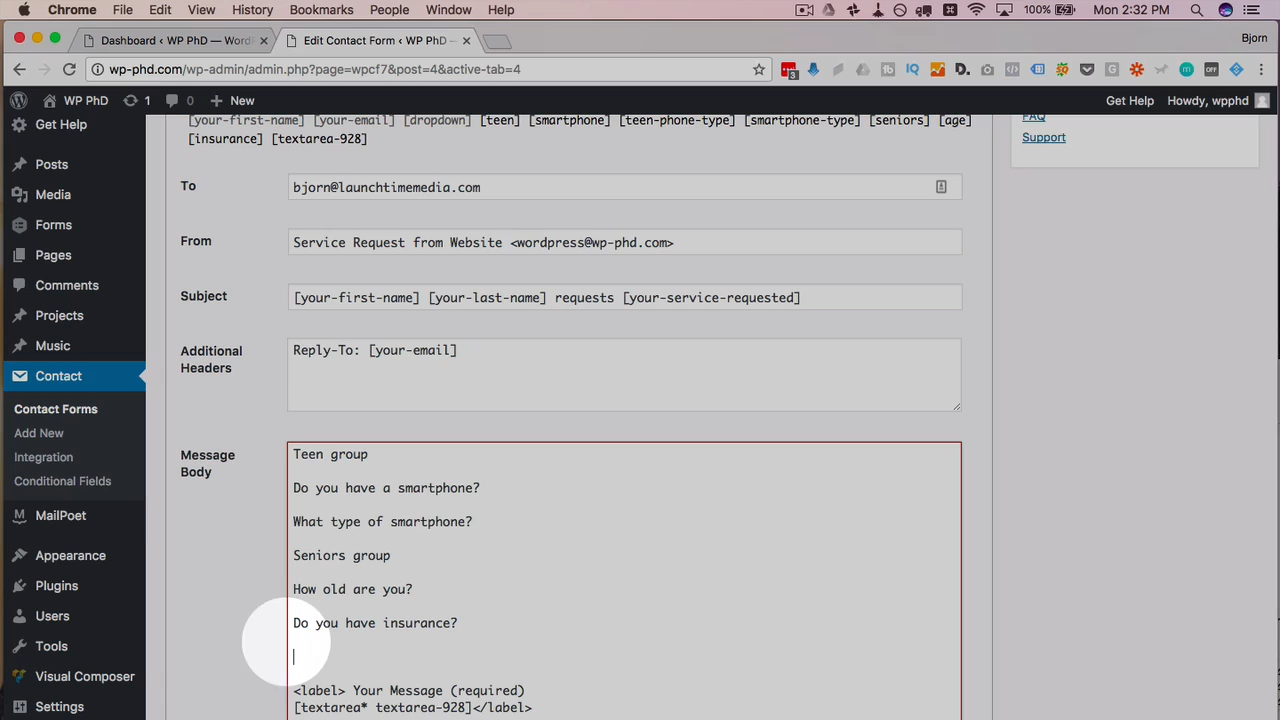 Chrome File Edit View History Bookmarks People Window Help 100% Mon 2:32 PM
Dashboard ‹ WP PhD — WordP Edit Contact Form ‹ WP PhD — Bjorn
wp-phd.com/wp-admin/admin.php?page=wpcf7&post=4&active-tab=4
WP PhD 1 0 New Get Help Howdy, wpphd
Get Help
Posts
Media
Forms
Pages
Comments
Projects
Music
Contact
Contact Forms
Add New
Integration
Conditional Fields
MailPoet
Appearance
Plugins
Users
Tools
Visual Composer
Settings
[your-first-name] [your-email] [dropdown] [teen] [smartphone] [teen-phone-type] [smartphone-type] [seniors] [age]
[insurance] [textarea-928]
To
bjorn@launchtimemedia.com
From
Service Request from Website <wordpress@wp-phd.com>
Subject
[your-first-name] [your-last-name] requests [your-service-requested]
Additional
Headers
Reply-To: [your-email]
Message
Body
Teen group
Do you have a smartphone?
What type of smartphone?
Seniors group
How old are you?
Do you have insurance?
<label> Your Message (required)
[textarea* textarea-928]</label>
FAQ
Support